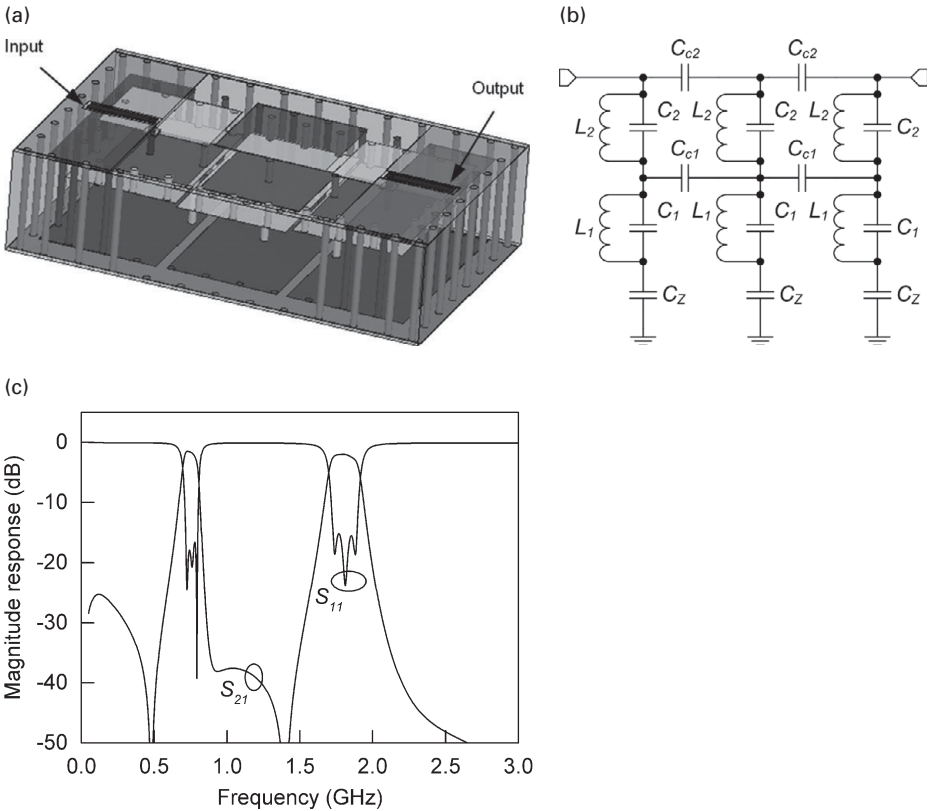 (a)
Input
Output
(b)
Cc2 Cc2
L2 C2 L2 C2 L2 C2
Cc1 Cc1
L1 C1 L1 C1 L1 C1
CZ CZ CZ
(c)
Magnitude response (dB)
0
-10
-20
-30
-40
-50
S11
S21
0.0 0.5 1.0 1.5 2.0 2.5 3.0
Frequency (GHz)